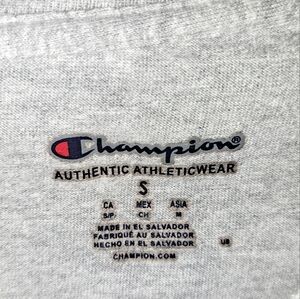 Champion®
AUTHENTIC ATHLETICWEAR
S
CA MEX ASIA
S/P CH M
MADE IN EL SALVADOR
FABRIQUÉ AU SALVADOR
HECHO EN EL SALVADOR
UB
CHAMPION.COM